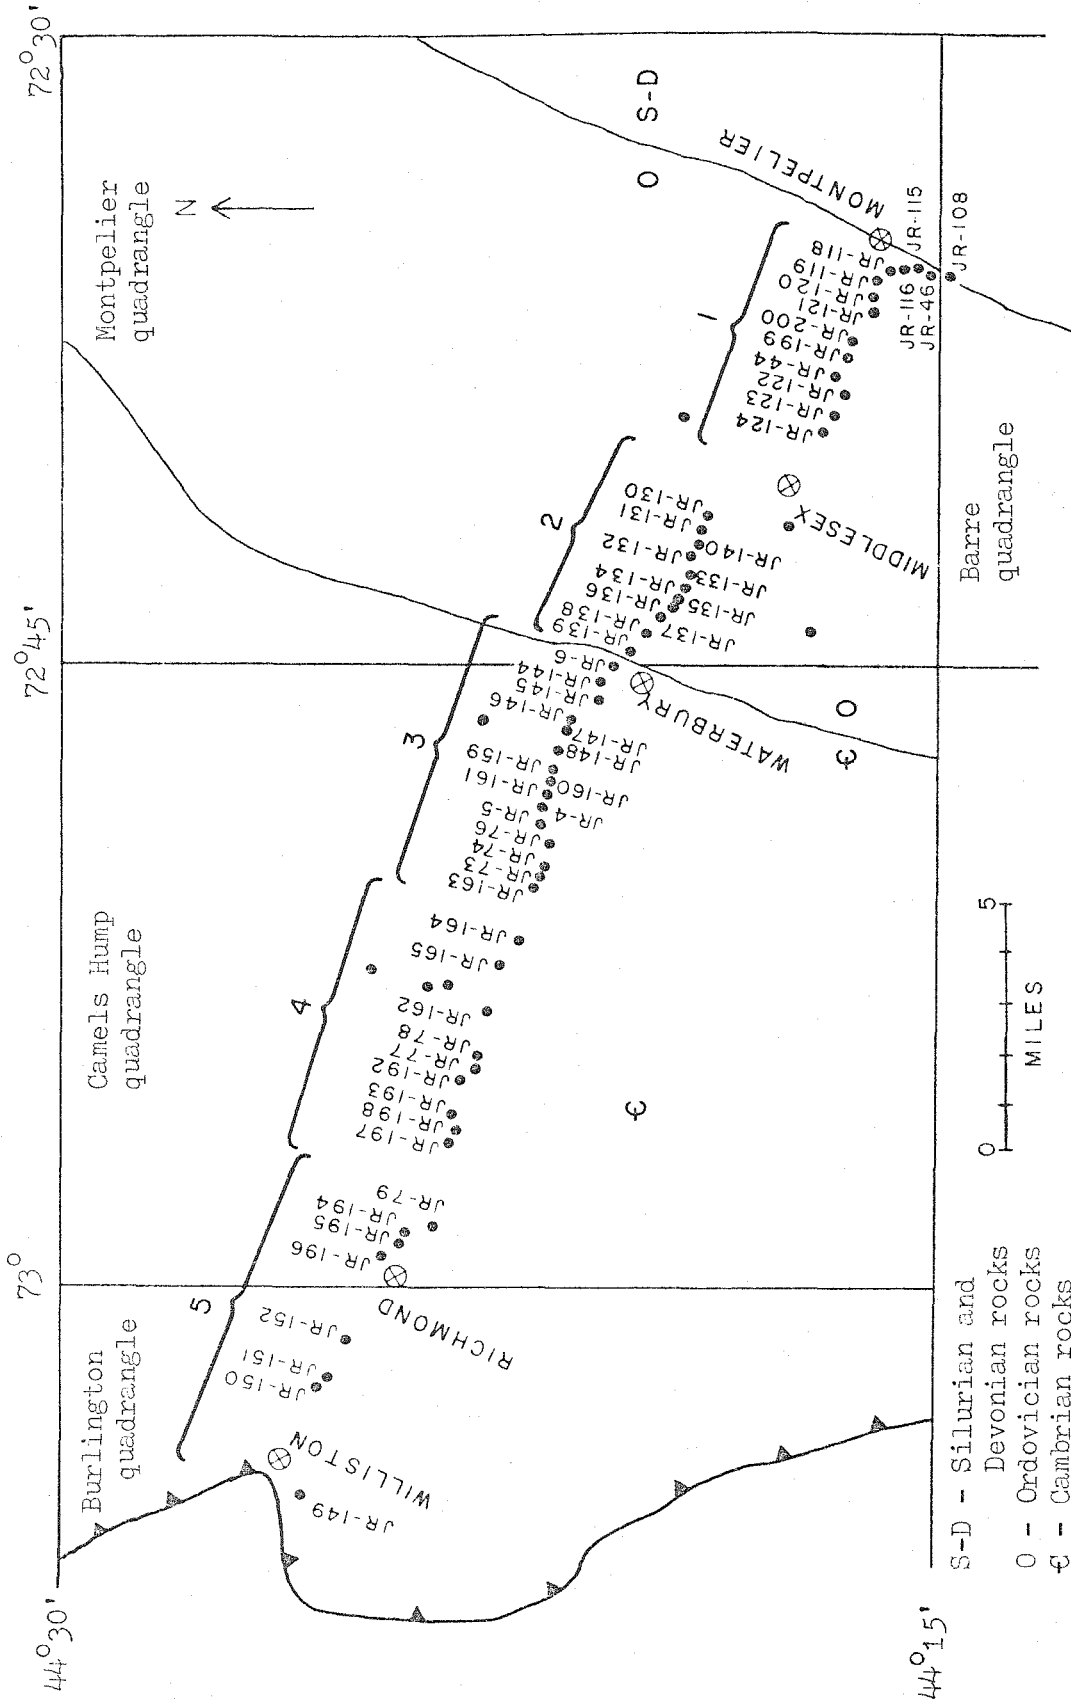 44°30'
73°
72°45'
72°30'
Burlington
quadrangle
Camels Hump
quadrangle
Montpelier
quadrangle
N
5
4
3
2
1
JR-149
WILLISTON
JR-150
JR-151
JR-152
RICHMOND
JR-196
JR-195
JR-194
JR-79
JR-197
JR-198
JR-193
JR-192
JR-77
JR-78
JR-162
JR-165
JR-164
JR-163
JR-73
JR-74
JR-76
JR-5
JR-4
JR-161
JR-160
JR-159
JR-148
JR-147
JR-146
JR-145
JR-144
JR-6
WATERBURY
JR-139
JR-138
JR-137
JR-136
JR-135
JR-134
JR-133
JR-132
JR-140
JR-131
JR-130
MIDDLESEX
JR-124
JR-123
JR-122
JR-44
JR-199
JR-200
JR-121
JR-120
JR-119
JR-118
MONTPELIER
JR-116
JR-46
JR-115
JR-108
O
S-D
Є
O
Є
44°15'
Barre
quadrangle
S-D - Silurian and
Devonian rocks
O - Ordovician rocks
Є - Cambrian rocks
0
5
MILES